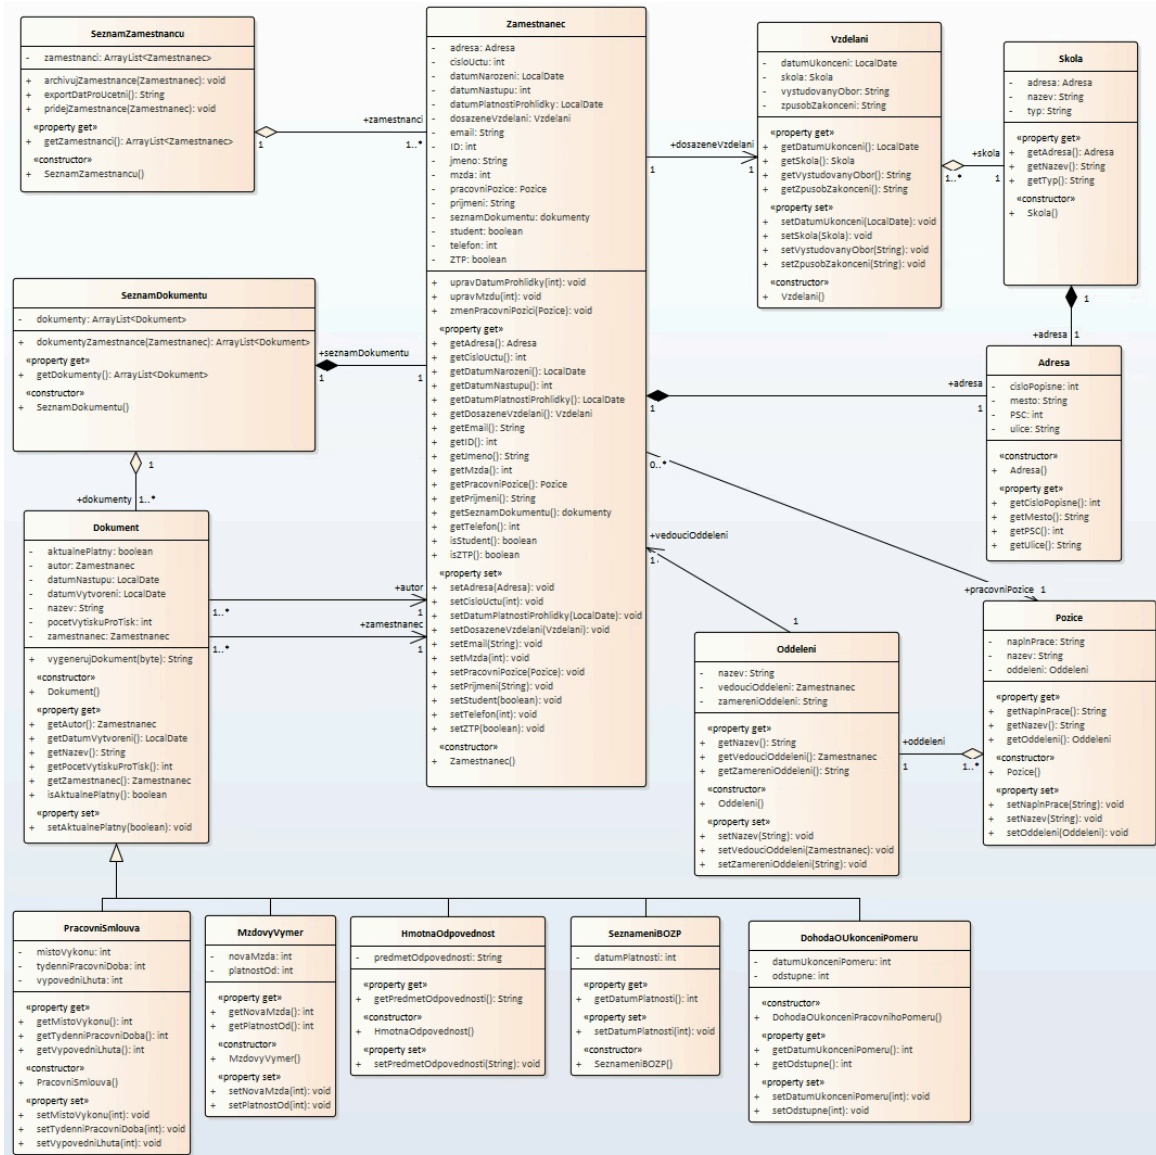 SeznamZamestnancu
- zamestnanci: ArrayList<Zamestnanec>
+ archivujZamestnance(Zamestnanec): void
+ exportDatProUcetni(): String
+ pridejZamestnance(Zamestnanec): void
«property get»
+ getZamestnanci(): ArrayList<Zamestnanec>
«constructor»
+ SeznamZamestnancu()
+zamestnanci
1
1..*
Zamestnanec
- adresa: Adresa
- cisloUctu: int
- datumNarozeni: LocalDate
- datumNastupu: int
- datumPlatnostiProhlidky: LocalDate
- dosazeneVzdelani: Vzdelani
- email: String
- ID: int
- jmeno: String
- mzda: int
- pracovniPozice: Pozice
- prijmeni: String
- seznamDokumentu: dokumenty
- student: boolean
- telefon: int
- ZTP: boolean
+ upravDatumProhlidky(int): void
+ upravMzdu(int): void
+ zmenPracovniPozici(Pozice): void
«property get»
+ getAdresa(): Adresa
+ getCisloUctu(): int
+ getDatumNarozeni(): LocalDate
+ getDatumNastupu(): int
+ getDatumPlatnostiProhlidky(): LocalDate
+ getDosazeneVzdelani(): Vzdelani
+ getEmail(): String
+ getID(): int
+ getJmeno(): String
+ getMzda(): int
+ getPracovniPozice(): Pozice
+ getPrijmeni(): String
+ getSeznamDokumentu(): dokumenty
+ getTelefon(): int
+ isStudent(): boolean
+ isZTP(): boolean
«property set»
+ setAdresa(Adresa): void
+ setCisloUctu(int): void
+ setDatumPlatnostiProhlidky(LocalDate): void
+ setDosazeneVzdelani(Vzdelani): void
+ setEmail(String): void
+ setMzda(int): void
+ setPracovniPozice(Pozice): void
+ setPrijmeni(String): void
+ setStudent(boolean): void
+ setTelefon(int): void
+ setZTP(boolean): void
«constructor»
+ Zamestnanec()
+dosazeneVzdelani
1
1
Vzdelani
- datumUkonceni: LocalDate
- skola: Skola
- vystudovanyObor: String
- zpusobZakonceni: String
«property get»
+ getDatumUkonceni(): LocalDate
+ getSkola(): Skola
+ getVystudovanyObor(): String
+ getZpusobZakonceni(): String
«property set»
+ setDatumUkonceni(LocalDate): void
+ setSkola(Skola): void
+ setVystudovanyObor(String): void
+ setZpusobZakonceni(String): void
«constructor»
+ Vzdelani()
+skola
1..*
1
Skola
- adresa: Adresa
- nazev: String
- typ: String
«property get»
+ getAdresa(): Adresa
+ getNazev(): String
+ getTyp(): String
«constructor»
+ Skola()
1
+adresa
1
Adresa
- cisloPopisne: int
- mesto: String
- PSC: int
- ulice: String
«constructor»
+ Adresa()
«property get»
+ getCisloPopisne(): int
+ getMesto(): String
+ getPSC(): int
+ getUlice(): String
+adresa
1
1
SeznamDokumentu
- dokumenty: ArrayList<Dokument>
+ dokumentyZamestnance(Zamestnanec): ArrayList<Dokument>
«property get»
+ getDokumenty(): ArrayList<Dokument>
«constructor»
+ SeznamDokumentu()
+seznamDokumentu
1
1
1
+dokumenty
1..*
Dokument
- aktualnePlatny: boolean
- autor: Zamestnanec
- datumNastupu: LocalDate
- datumVytvoreni: LocalDate
- nazev: String
- pocetVytiskuProTisk: int
- zamestnanec: Zamestnanec
+ vygenerujDokument(byte): String
«constructor»
+ Dokument()
«property get»
+ getAutor(): Zamestnanec
+ getDatumVytvoreni(): LocalDate
+ getNazev(): String
+ getPocetVytiskuProTisk(): int
+ getZamestnanec(): Zamestnanec
+ isAktualnePlatny(): boolean
«property set»
+ setAktualnePlatny(boolean): void
+autor
1..*
1
+zamestnanec
1..*
1
0..*
+pracovniPozice
1
+vedouciOddeleni
1
Oddeleni
- nazev: String
- vedouciOddeleni: Zamestnanec
- zamereniOddeleni: String
«property get»
+ getNazev(): String
+ getVedouciOddeleni(): Zamestnanec
+ getZamereniOddeleni(): String
«constructor»
+ Oddeleni()
«property set»
+ setNazev(String): void
+ setVedouciOddeleni(Zamestnanec): void
+ setZamereniOddeleni(String): void
+oddeleni
1
1..*
Pozice
- naplnPrace: String
- nazev: String
- oddeleni: Oddeleni
«property get»
+ getNaplnPrace(): String
+ getNazev(): String
+ getOddeleni(): Oddeleni
«constructor»
+ Pozice()
«property set»
+ setNaplnPrace(String): void
+ setNazev(String): void
+ setOddeleni(Oddeleni): void
PracovniSmlouva
- mistoVykonu: int
- tydenniPracovniDoba: int
- vypovedniLhuta: int
«property get»
+ getMistoVykonu(): int
+ getTydenniPracovniDoba(): int
+ getVypovedniLhuta(): int
«constructor»
+ PracovniSmlouva()
«property set»
+ setMistoVykonu(int): void
+ setTydenniPracovniDoba(int): void
+ setVypovedniLhuta(int): void
MzdovyVymer
- novaMzda: int
- platnostOd: int
«property get»
+ getNovaMzda(): int
+ getPlatnostOd(): int
«constructor»
+ MzdovyVymer()
«property set»
+ setNovaMzda(int): void
+ setPlatnostOd(int): void
HmotnaOdpovednost
- predmetOdpovednosti: String
«property get»
+ getPredmetOdpovednosti(): String
«constructor»
+ HmotnaOdpovednost()
«property set»
+ setPredmetOdpovednosti(String): void
SeznameniBOZP
- datumPlatnosti: int
«property get»
+ getDatumPlatnosti(): int
«property set»
+ setDatumPlatnosti(int): void
«constructor»
+ SeznameniBOZP()
DohodaOUkonceniPomeru
- datumUkonceniPomeru: int
- odstupne: int
«constructor»
+ DohodaOUkonceniPracovnihoPomeru()
«property get»
+ getDatumUkonceniPomeru(): int
+ getOdstupne(): int
«property set»
+ setDatumUkonceniPomeru(int): void
+ setOdstupne(int): void